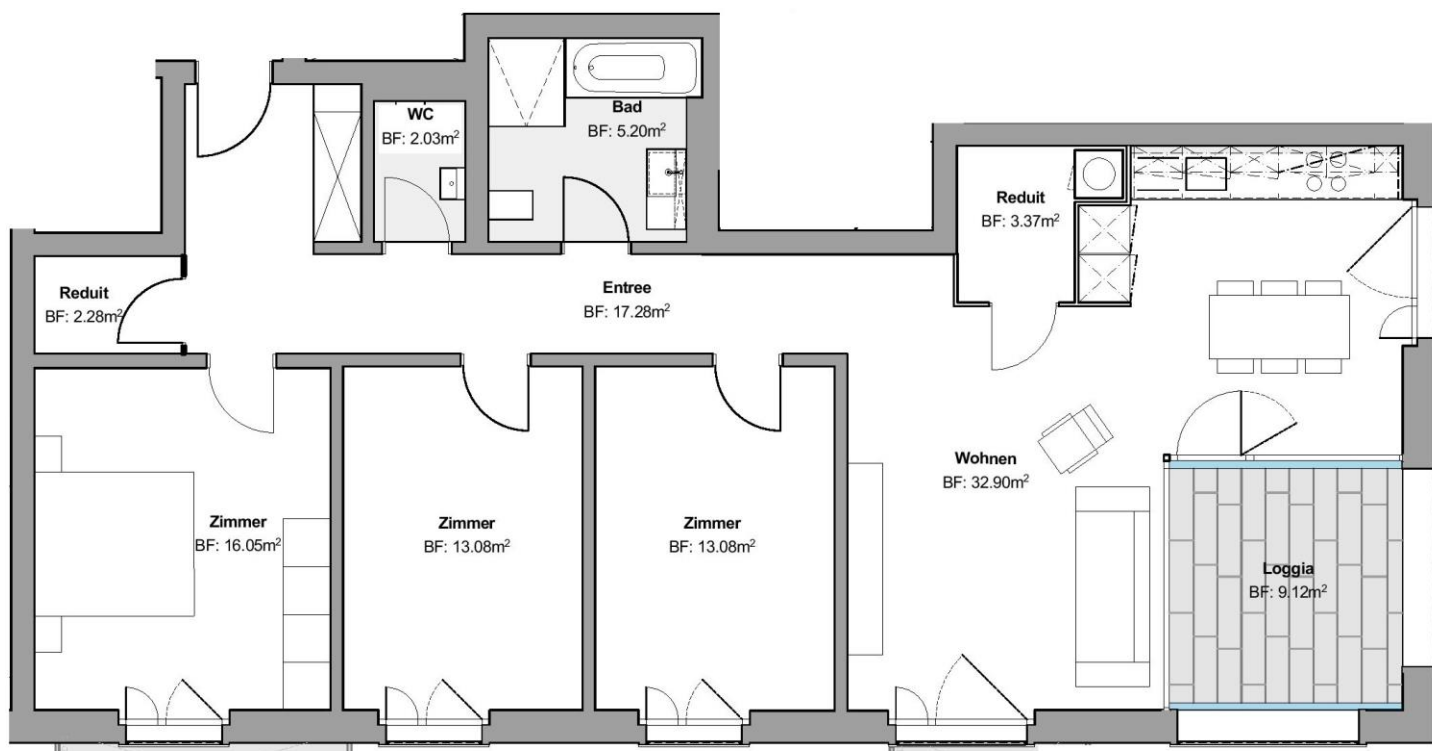 WC
BF: 2.03m²
Bad
BF: 5.20m²
Reduit
BF: 3.37m²
Reduit
BF: 2.28m²
Entree
BF: 17.28m²
Wohnen
BF: 32.90m²
Zimmer
BF: 16.05m²
Zimmer
BF: 13.08m²
Zimmer
BF: 13.08m²
Loggia
BF: 9.12m²